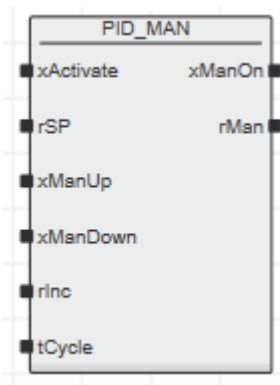 PID_MAN
xActivate xManOn
rSP rMan
xManUp
xManDown
rInc
tCycle